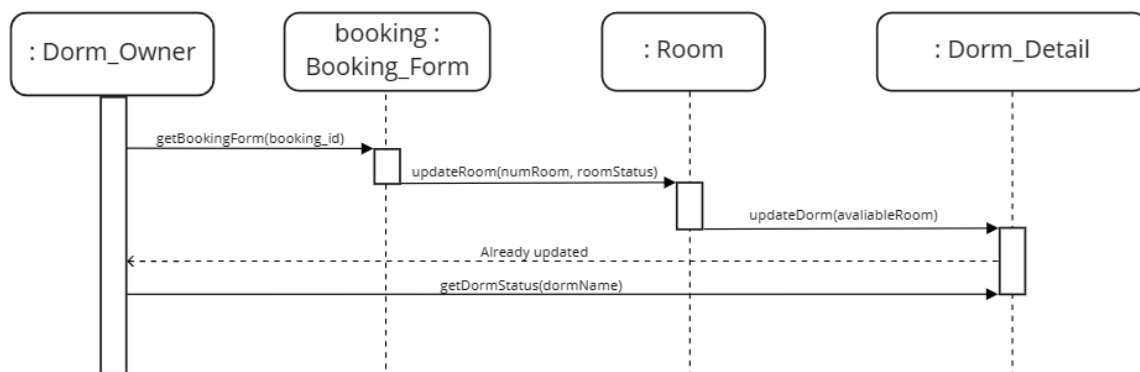 : Dorm_Owner
booking :
Booking_Form
: Room
: Dorm_Detail
getBookingForm(booking_id)
updateRoom(numRoom, roomStatus)
updateDorm(avaliableRoom)
Already updated
getDormStatus(dormName)